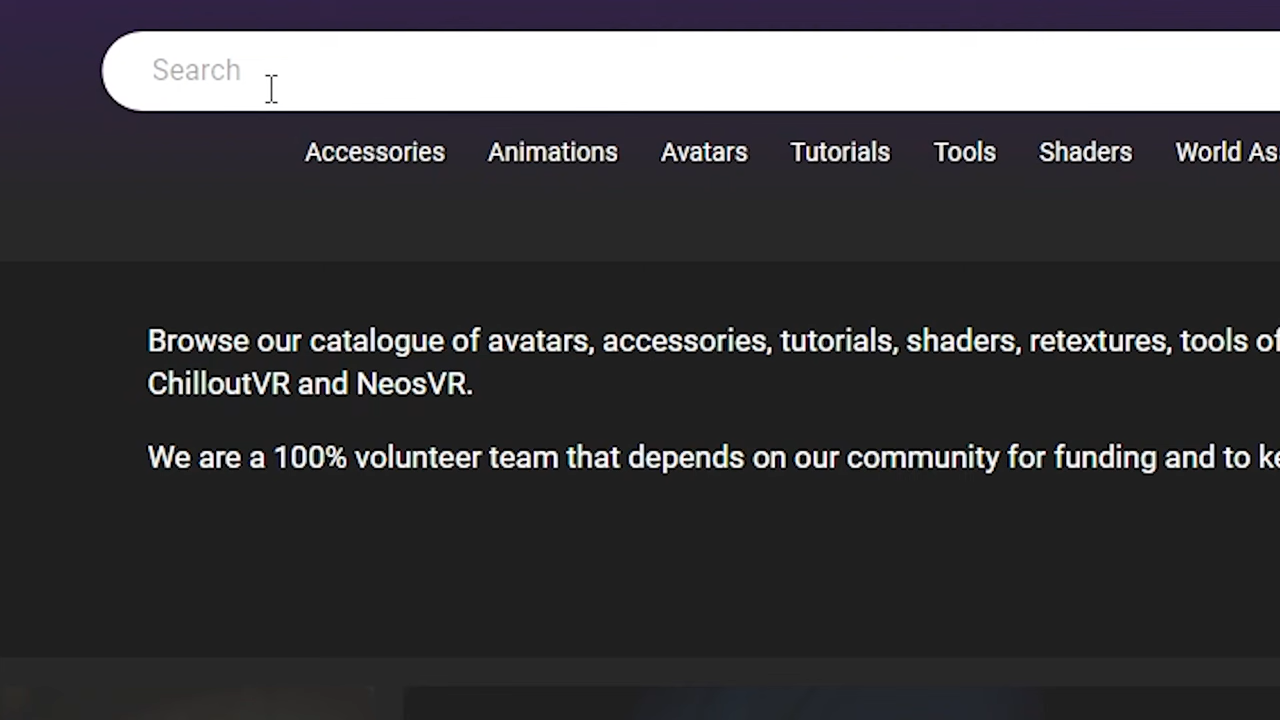 Search
Accessories Animations Avatars Tutorials Tools Shaders World
Browse our catalogue of avatars, accessories, tutorials, shaders, retextures, tools
ChilloutVR and NeosVR.
We are a 100% volunteer team that depends on our community for funding and to